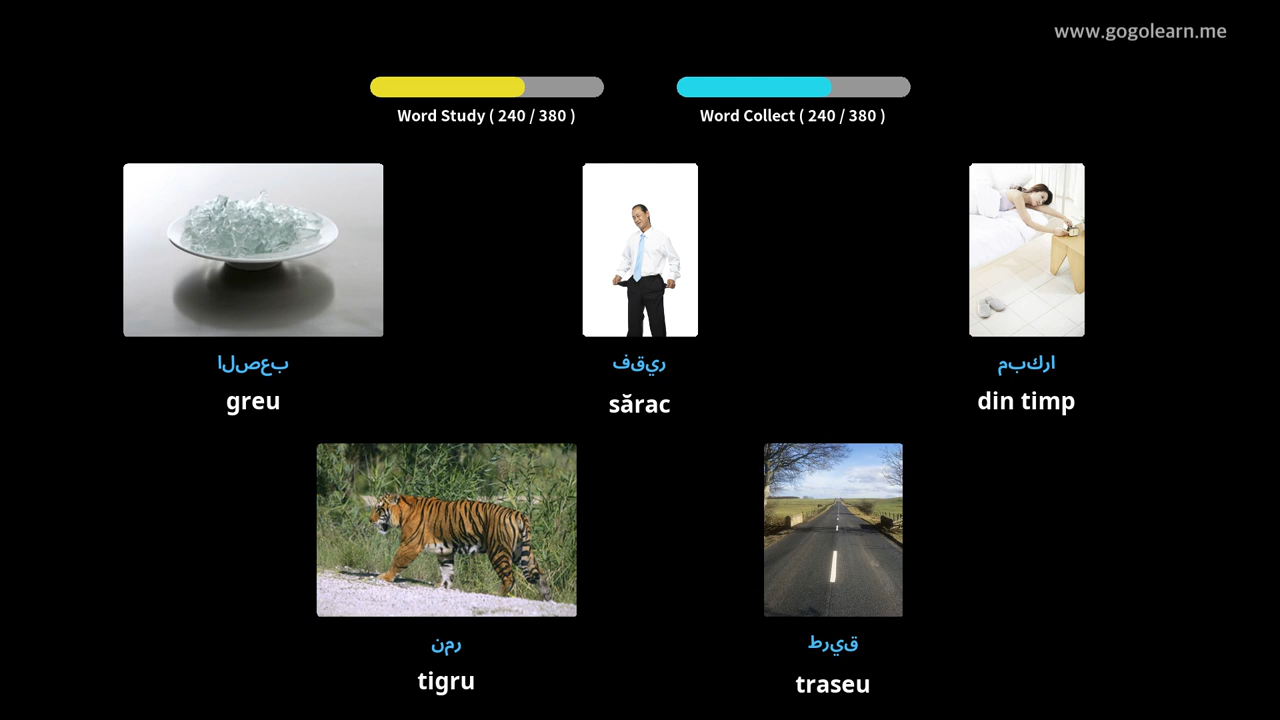 www.gogolearn.me
Word Study ( 240 / 380 )
Word Collect ( 240 / 380 )
الصعب
greu
فقير
sărac
مبكرا
din timp
نمر
tigru
طريق
traseu